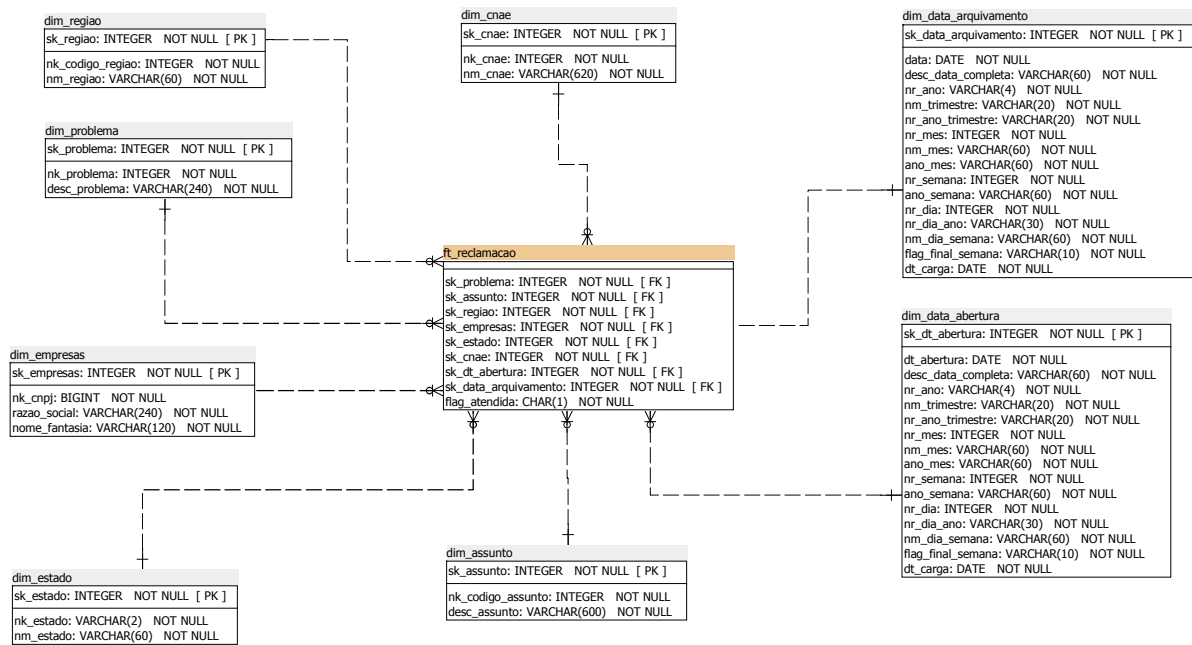 dim_regiao
sk_regiao: INTEGER NOT NULL [ PK ]
nk_codigo_regiao: INTEGER NOT NULL
nm_regiao: VARCHAR(60) NOT NULL
dim_cnae
sk_cnae: INTEGER NOT NULL [ PK ]
nk_cnae: INTEGER NOT NULL
nm_cnae: VARCHAR(620) NOT NULL
dim_data_arquivamento
sk_data_arquivamento: INTEGER NOT NULL [ PK ]
data: DATE NOT NULL
desc_data_completa: VARCHAR(60) NOT NULL
nr_ano: VARCHAR(4) NOT NULL
nm_trimestre: VARCHAR(20) NOT NULL
nr_ano_trimestre: VARCHAR(20) NOT NULL
nr_mes: INTEGER NOT NULL
nm_mes: VARCHAR(60) NOT NULL
ano_mes: VARCHAR(60) NOT NULL
nr_semana: INTEGER NOT NULL
ano_semana: VARCHAR(60) NOT NULL
nr_dia: INTEGER NOT NULL
nr_dia_ano: VARCHAR(30) NOT NULL
nm_dia_semana: VARCHAR(60) NOT NULL
flag_final_semana: VARCHAR(10) NOT NULL
dt_carga: DATE NOT NULL
dim_problema
sk_problema: INTEGER NOT NULL [ PK ]
nk_problema: INTEGER NOT NULL
desc_problema: VARCHAR(240) NOT NULL
ft_reclamacao
sk_problema: INTEGER NOT NULL [ FK ]
sk_assunto: INTEGER NOT NULL [ FK ]
sk_regiao: INTEGER NOT NULL [ FK ]
sk_empresas: INTEGER NOT NULL [ FK ]
sk_estado: INTEGER NOT NULL [ FK ]
sk_cnae: INTEGER NOT NULL [ FK ]
sk_dt_abertura: INTEGER NOT NULL [ FK ]
sk_data_arquivamento: INTEGER NOT NULL [ FK ]
flag_atendida: CHAR(1) NOT NULL
dim_empresas
sk_empresas: INTEGER NOT NULL [ PK ]
nk_cnpj: BIGINT NOT NULL
razao_social: VARCHAR(240) NOT NULL
nome_fantasia: VARCHAR(120) NOT NULL
dim_data_abertura
sk_dt_abertura: INTEGER NOT NULL [ PK ]
dt_abertura: DATE NOT NULL
desc_data_completa: VARCHAR(60) NOT NULL
nr_ano: VARCHAR(4) NOT NULL
nm_trimestre: VARCHAR(20) NOT NULL
nr_ano_trimestre: VARCHAR(20) NOT NULL
nr_mes: INTEGER NOT NULL
nm_mes: VARCHAR(60) NOT NULL
ano_mes: VARCHAR(60) NOT NULL
nr_semana: INTEGER NOT NULL
ano_semana: VARCHAR(60) NOT NULL
nr_dia: INTEGER NOT NULL
nr_dia_ano: VARCHAR(30) NOT NULL
nm_dia_semana: VARCHAR(60) NOT NULL
flag_final_semana: VARCHAR(10) NOT NULL
dt_carga: DATE NOT NULL
dim_estado
sk_estado: INTEGER NOT NULL [ PK ]
nk_estado: VARCHAR(2) NOT NULL
nm_estado: VARCHAR(60) NOT NULL
dim_assunto
sk_assunto: INTEGER NOT NULL [ PK ]
nk_codigo_assunto: INTEGER NOT NULL
desc_assunto: VARCHAR(600) NOT NULL